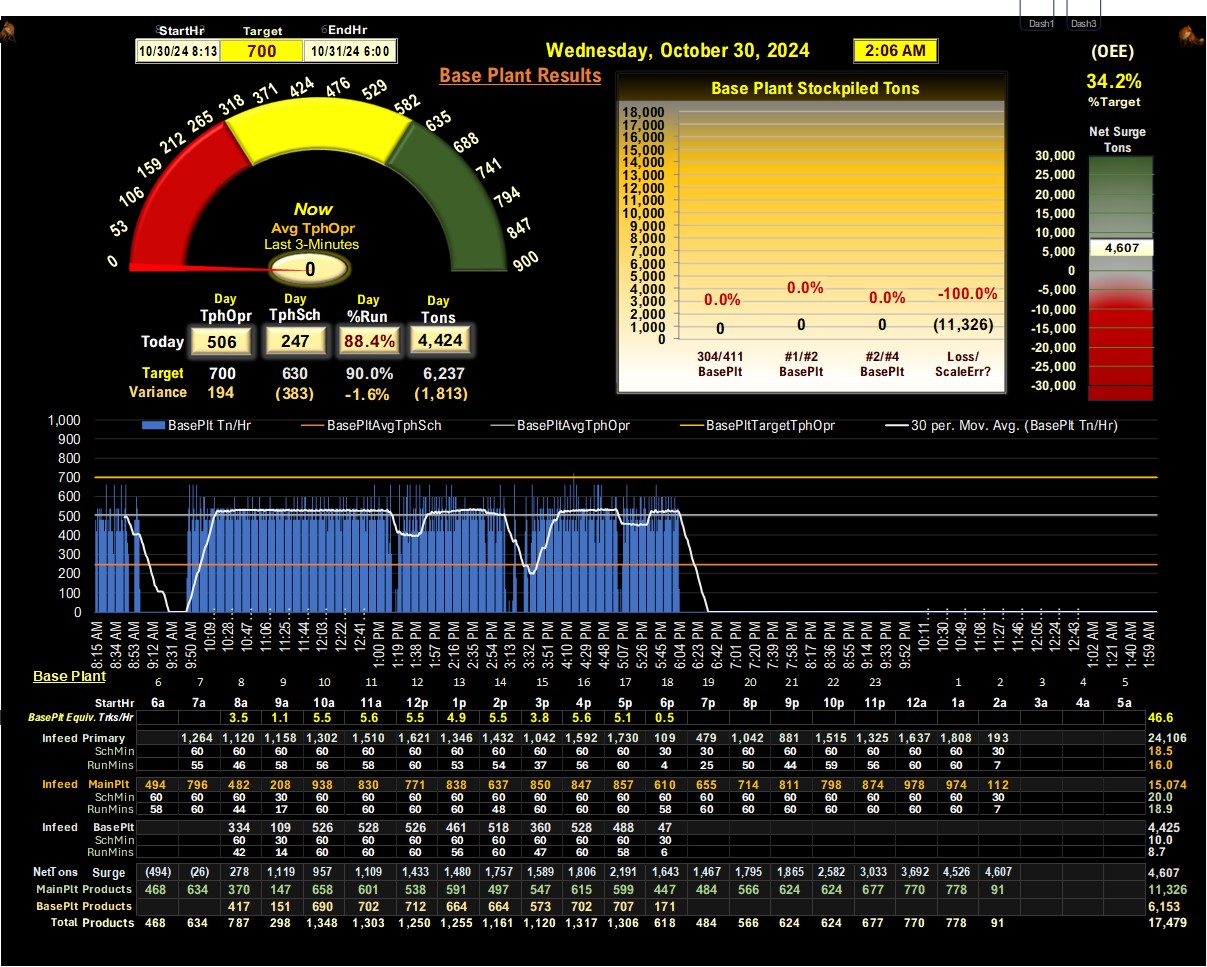 Dash1 Dash3
StartHr Target EndHr
10/30/24 8:13 700 10/31/24 6:00
Wednesday, October 30, 2024 2:06 AM
(OEE)
34.2%
%Target
Base Plant Results
Net Surge
Tons
0 53 106 159 212 265 318 371 424 476 529 582 635 688 741 794 847 900
Now
Avg TphOpr
Last 3-Minutes
0
Day Day Day Day
TphOpr TphSch %Run Tons
Today 506 247 88.4% 4,424
Target 700 630 90.0% 6,237
Variance 194 (383) -1.6% (1,813)
Base Plant Stockpiled Tons
18,000
17,000
16,000
15,000
14,000
13,000
12,000
11,000
10,000
9,000
8,000
7,000
6,000
5,000
4,000
3,000
2,000
1,000
0
0.0% 0.0% 0.0% -100.0%
0 0 0 (11,326)
304/411 #1/#2 #2/#4 Loss/
BasePlt BasePlt BasePlt ScaleErr?
30,000
25,000
20,000
15,000
10,000
5,000
0
-5,000
-10,000
-15,000
-20,000
-25,000
-30,000
4,607
BasePlt Tn/Hr BasePltAvgTphSch BasePltAvgTphOpr BasePltTargetTphOpr 30 per. Mov. Avg. (BasePlt Tn/Hr)
1,000
900
800
700
600
500
400
300
200
100
0
8:15 AM 8:34 AM 8:53 AM 9:12 AM 9:31 AM 9:50 AM 10:09... 10:28... 10:47... 11:06... 11:25... 11:44... 12:03... 12:22... 12:41... 1:00 PM 1:19 PM 1:38 PM 1:57 PM 2:16 PM 2:35 PM 2:54 PM 3:13 PM 3:32 PM 3:51 PM 4:10 PM 4:29 PM 4:48 PM 5:07 PM 5:26 PM 5:45 PM 6:04 PM 6:23 PM 6:42 PM 7:01 PM 7:20 PM 7:39 PM 7:58 PM 8:17 PM 8:36 PM 8:55 PM 9:14 PM 9:33 PM 9:52 PM 10:11... 10:30... 10:49... 11:08... 11:27... 11:46... 12:05... 12:24... 12:43... 1:02 AM 1:21 AM 1:40 AM 1:59 AM
Base Plant
6 7 8 9 10 11 12 13 14 15 16 17 18 19 20 21 22 23 1 2 3 4 5
StartHr 6a 7a 8a 9a 10a 11a 12p 1p 2p 3p 4p 5p 6p 7p 8p 9p 10p 11p 12a 1a 2a 3a 4a 5a
BasePlt Equiv. Trks/Hr 3.5 1.1 5.5 5.6 5.5 4.9 5.5 3.8 5.6 5.1 0.5 46.6
Infeed Primary 1,264 1,120 1,158 1,302 1,510 1,621 1,346 1,432 1,042 1,592 1,730 109 479 1,042 881 1,515 1,325 1,637 1,808 193 24,106
SchMin 60 60 60 60 60 60 60 60 60 60 60 30 30 60 60 60 60 60 60 30 18.5
RunMins 55 46 58 56 58 60 53 54 37 56 60 4 25 50 44 59 56 60 60 7 16.0
Infeed MainPlt 494 796 482 208 938 830 771 838 637 850 847 857 610 655 714 811 798 874 978 974 112 15,074
SchMin 60 60 60 30 60 60 60 60 60 60 60 60 60 60 60 60 60 60 60 60 30 20.0
RunMins 58 60 44 17 60 60 60 60 48 60 60 60 58 60 60 60 60 60 60 60 7 18.9
Infeed BasePlt 334 109 526 528 526 461 518 360 528 488 47 4,425
SchMin 60 30 60 60 60 60 60 60 60 60 30 10.0
RunMins 42 14 60 60 60 56 60 47 60 58 6 8.7
NetTons Surge (494) (26) 278 1,119 957 1,109 1,433 1,480 1,757 1,589 1,806 2,191 1,643 1,467 1,795 1,865 2,582 3,033 3,692 4,526 4,607 4,607
MainPlt Products 468 634 370 147 658 601 538 591 497 547 615 599 447 484 566 624 624 677 770 778 91 11,326
BasePlt Products 417 151 690 702 712 664 664 573 702 707 171 6,153
Total Products 468 634 787 298 1,348 1,303 1,250 1,255 1,161 1,120 1,317 1,306 618 484 566 624 624 677 770 778 91 17,479